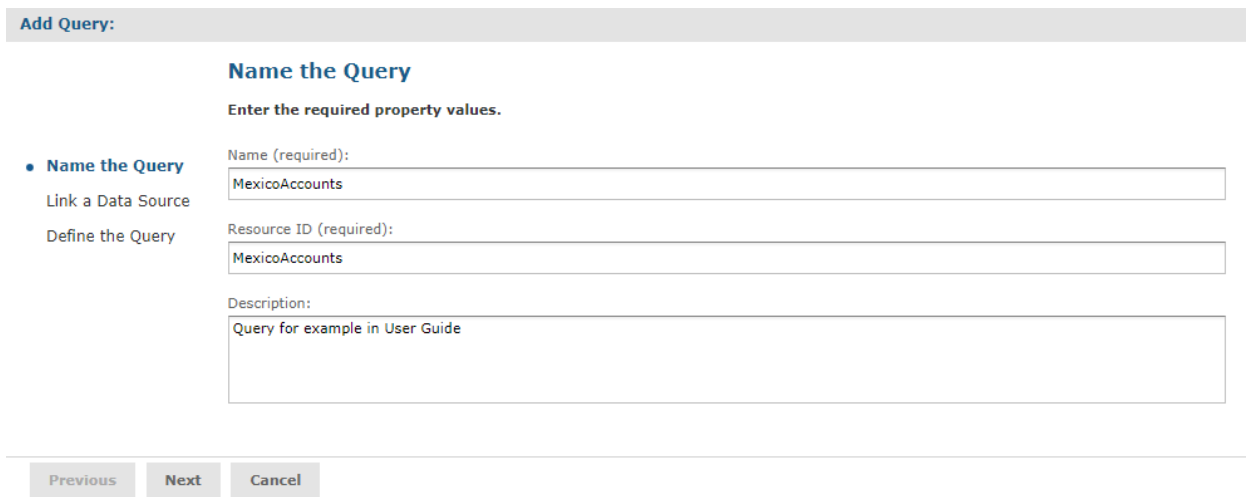 Add Query:
Name the Query
Enter the required property values.
Name the Query
Link a Data Source
Define the Query
Name (required):
MexicoAccounts
Resource ID (required):
MexicoAccounts
Description:
Query for example in User Guide
Previous Next Cancel